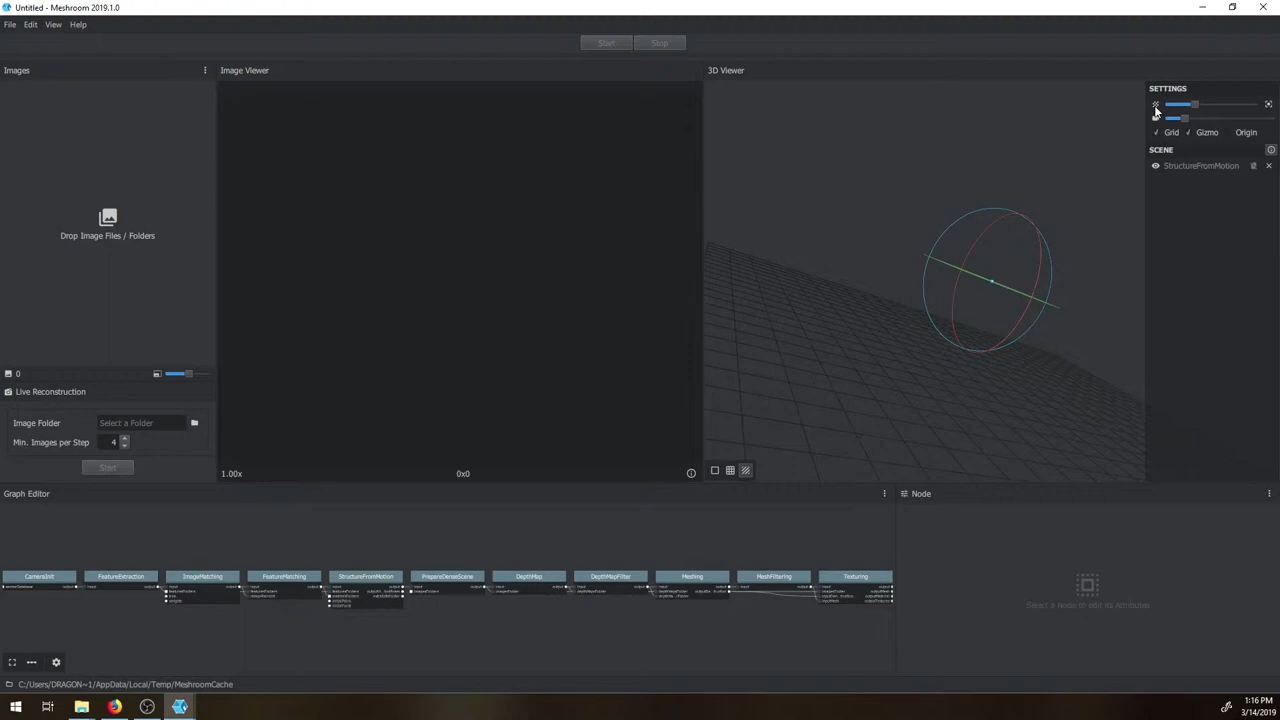 Untitled - Meshroom 2019.1.0
File Edit View Help
Start Stop
Images
Image Viewer
3D Viewer
SETTINGS
Grid Gizmo Origin
SCENE
StructureFromMotion
Drop Image Files / Folders
0
Live Reconstruction
Image Folder Select a Folder
Min. Images per Step 4
Start
1.00x 0x0
Graph Editor
Node
CameraInit FeatureExtraction ImageMatching FeatureMatching StructureFromMotion PrepareDenseScene DepthMap DepthMapFilter Meshing MeshFiltering Texturing
Select a Node to edit its Attributes
C:/Users/DRAGON~1/AppData/Local/Temp/MeshroomCache
1:16 PM
3/14/2019